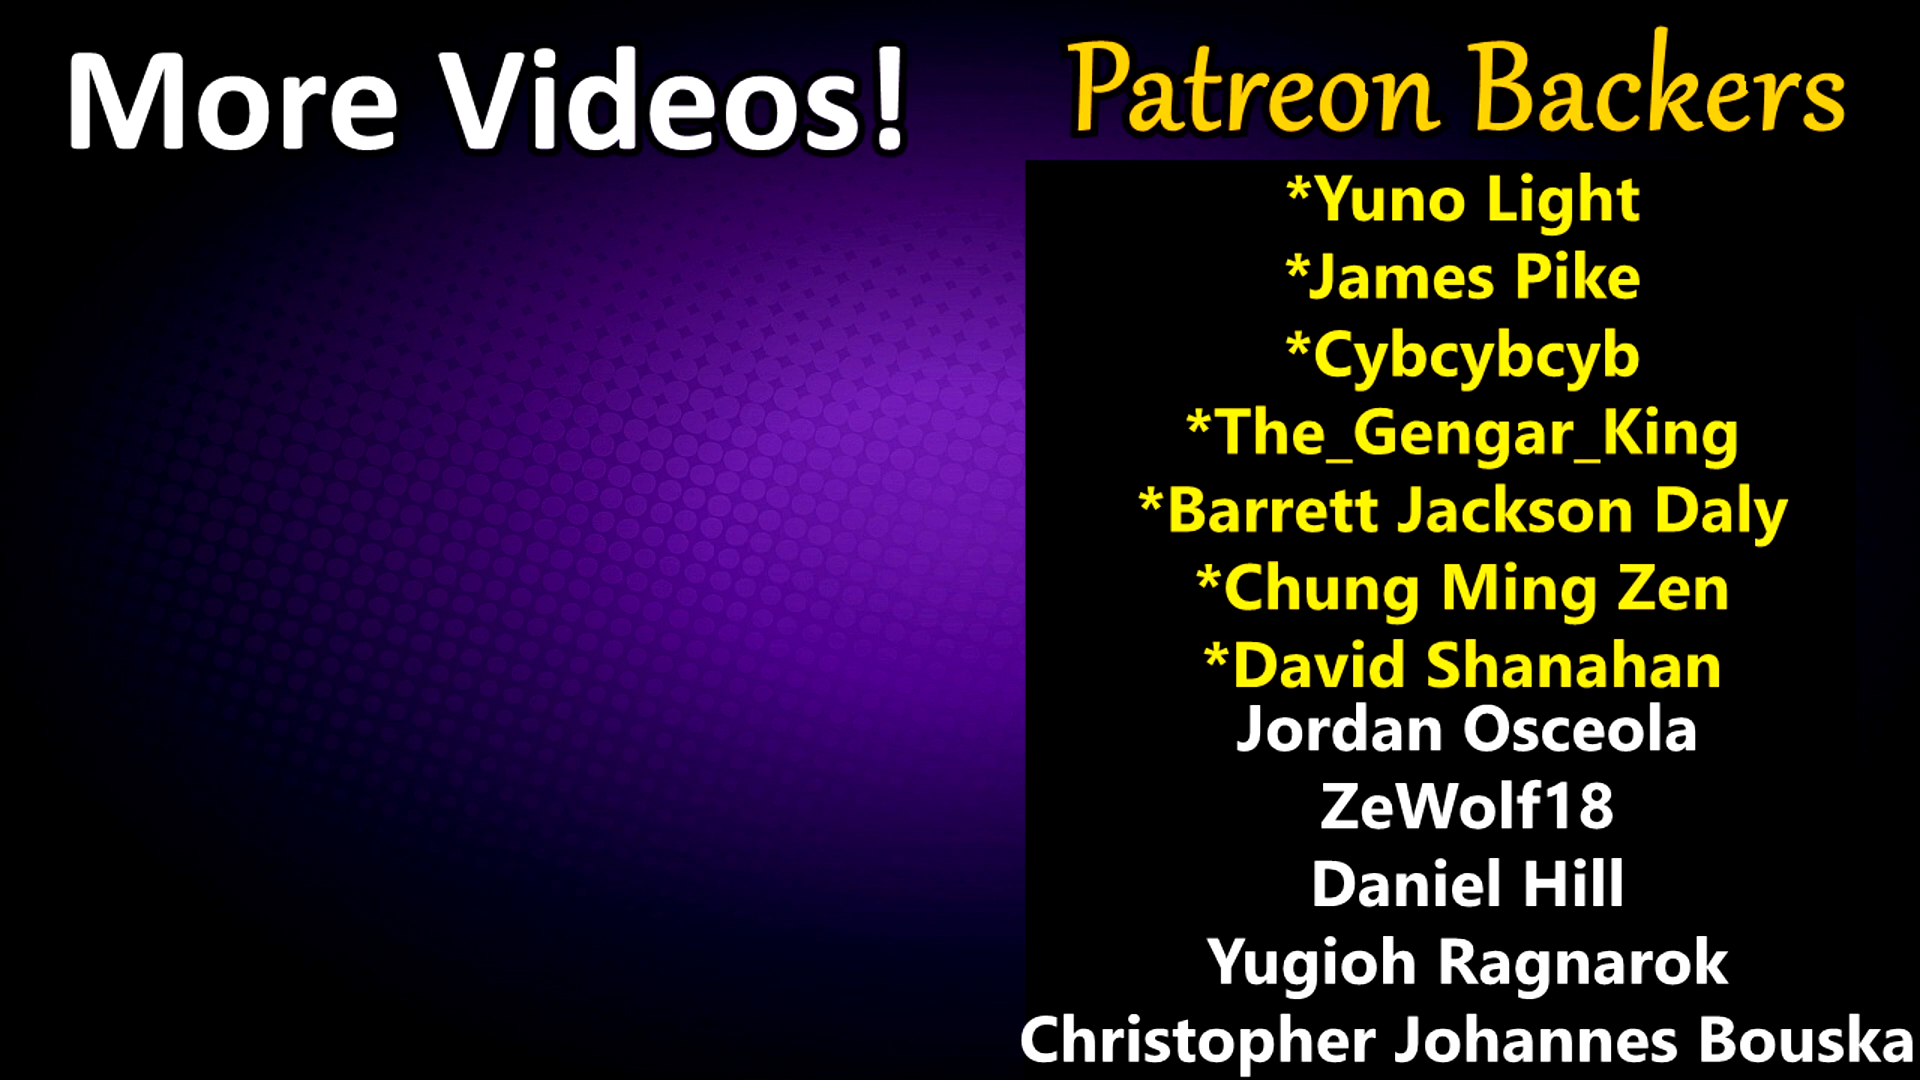 More Videos!
Patreon Backers
*Yuno Light
*James Pike
*Cybcybcyb
*The_Gengar_King
*Barrett Jackson Daly
*Chung Ming Zen
*David Shanahan
Jordan Osceola
ZeWolf18
Daniel Hill
Yugioh Ragnarok
Christopher Johannes Bouska